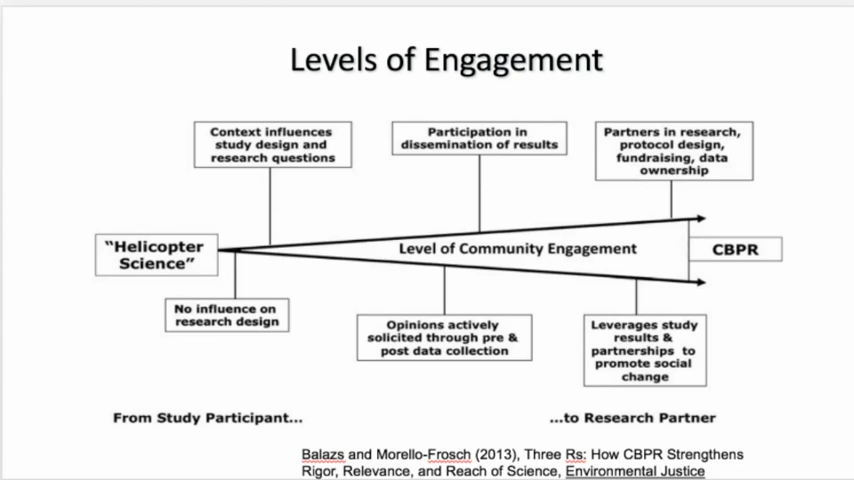 Levels of Engagement
Context influences
study design and
research questions
Participation in
dissemination of results
Partners in research,
protocol design,
fundraising, data
ownership
"Helicopter
Science"
Level of Community Engagement
CBPR
No influence on
research design
Opinions actively
solicited through pre &
post data collection
Leverages study
results &
partnerships to
promote social
change
From Study Participant...
...to Research Partner
Balazs and Morello-Frosch (2013), Three Rs: How CBPR Strengthens
Rigor, Relevance, and Reach of Science, Environmental Justice